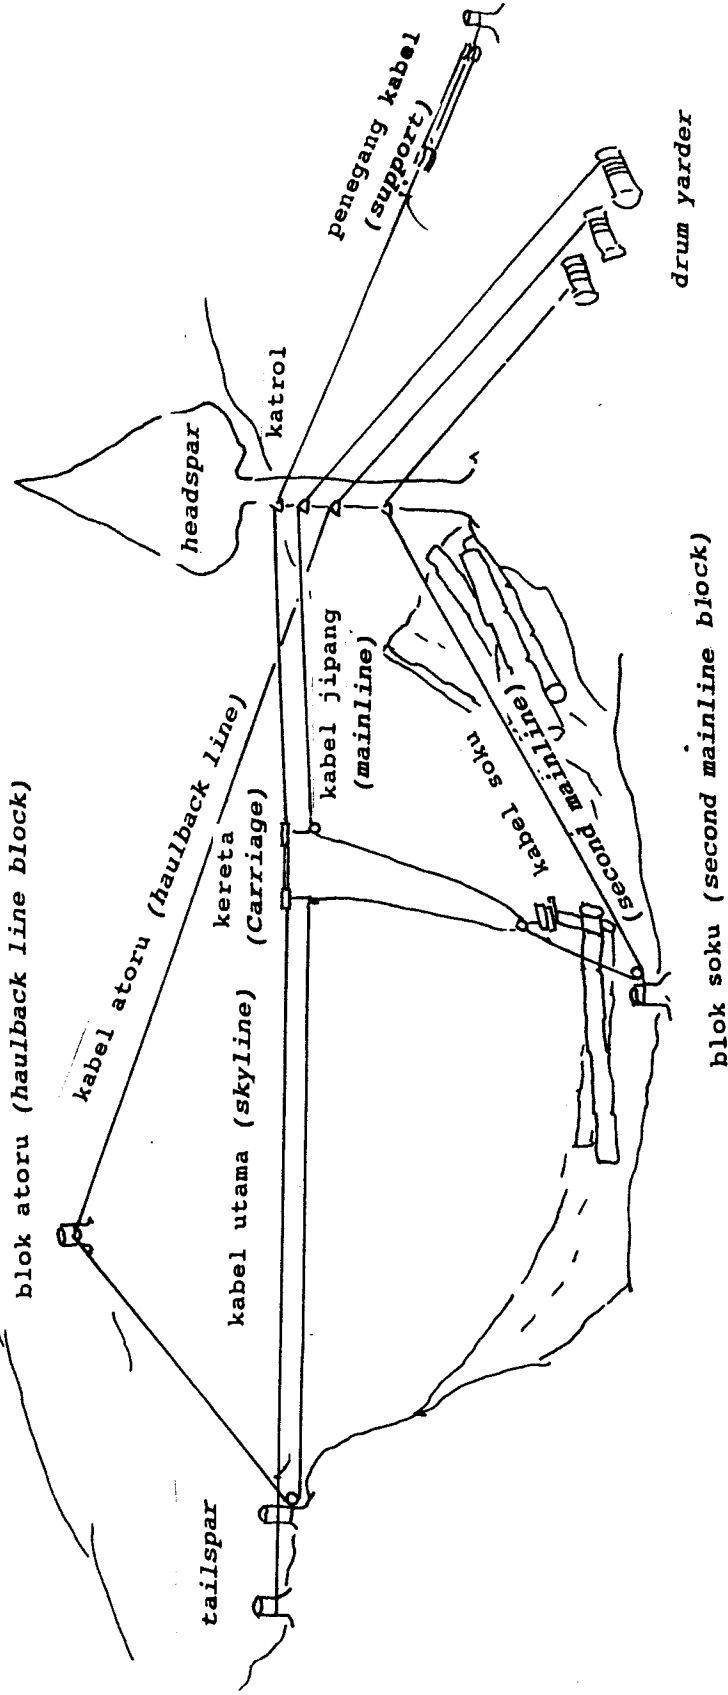 blok atoru (haulback line block)
kabel atoru (haulback line)
tailspar
kabel utama (skyline)
kereta
(Carriage)
kabel jipang
(mainline)
headspar
katrol
penegang kabel
(support)
kabel soku
(second mainline)
drum yarder
blok soku (second mainline block)